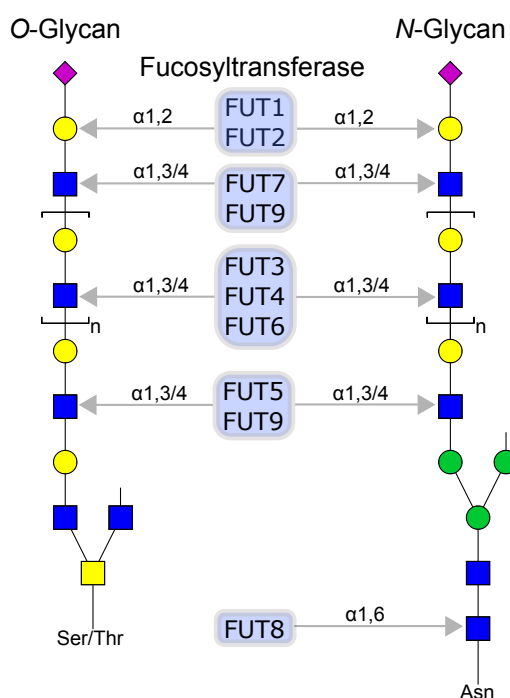 O-Glycan
N-Glycan
Fucosyltransferase
α1,2
FUT1
FUT2
α1,2
α1,3/4
FUT7
FUT9
α1,3/4
α1,3/4
FUT3
FUT4
FUT6
α1,3/4
n
n
α1,3/4
FUT5
FUT9
α1,3/4
FUT8
α1,6
Ser/Thr
Asn